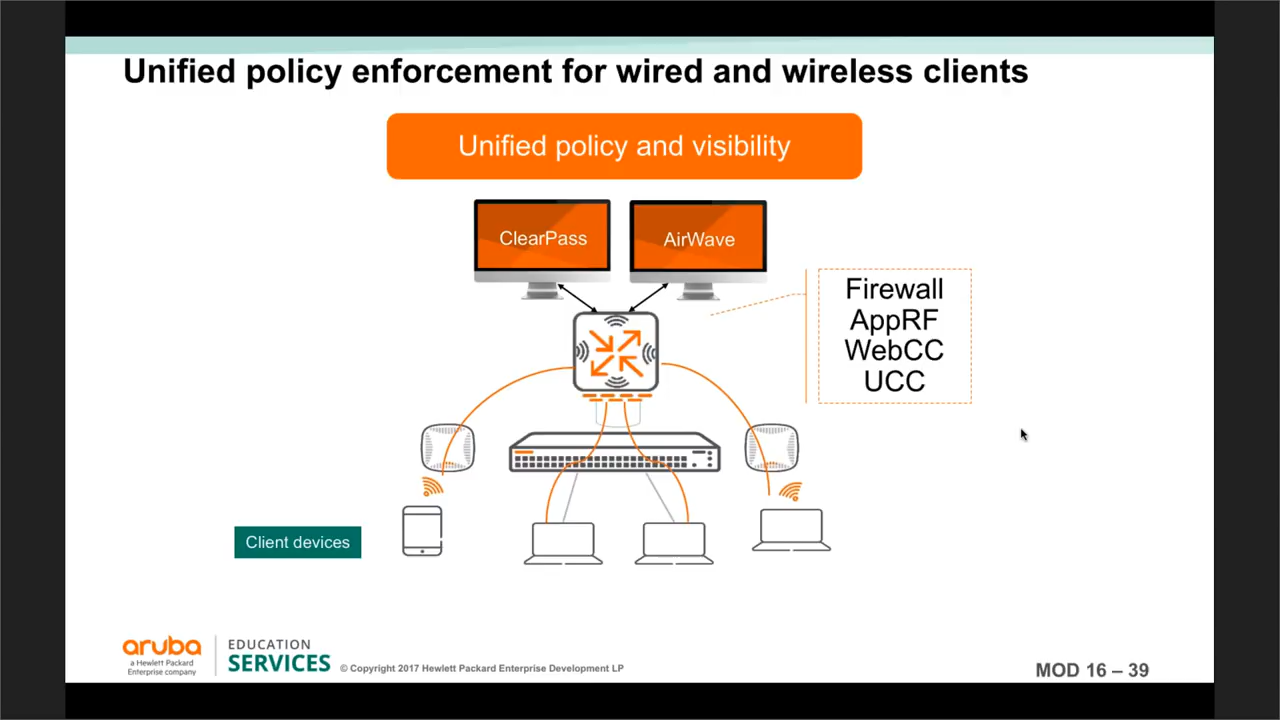 Unified policy enforcement for wired and wireless clients
Unified policy and visibility
ClearPass
AirWave
Firewall
AppRF
WebCC
UCC
Client devices
aruba
a Hewlett Packard
Enterprise company
EDUCATION
SERVICES
© Copyright 2017 Hewlett Packard Enterprise Development LP
MOD 16 – 39